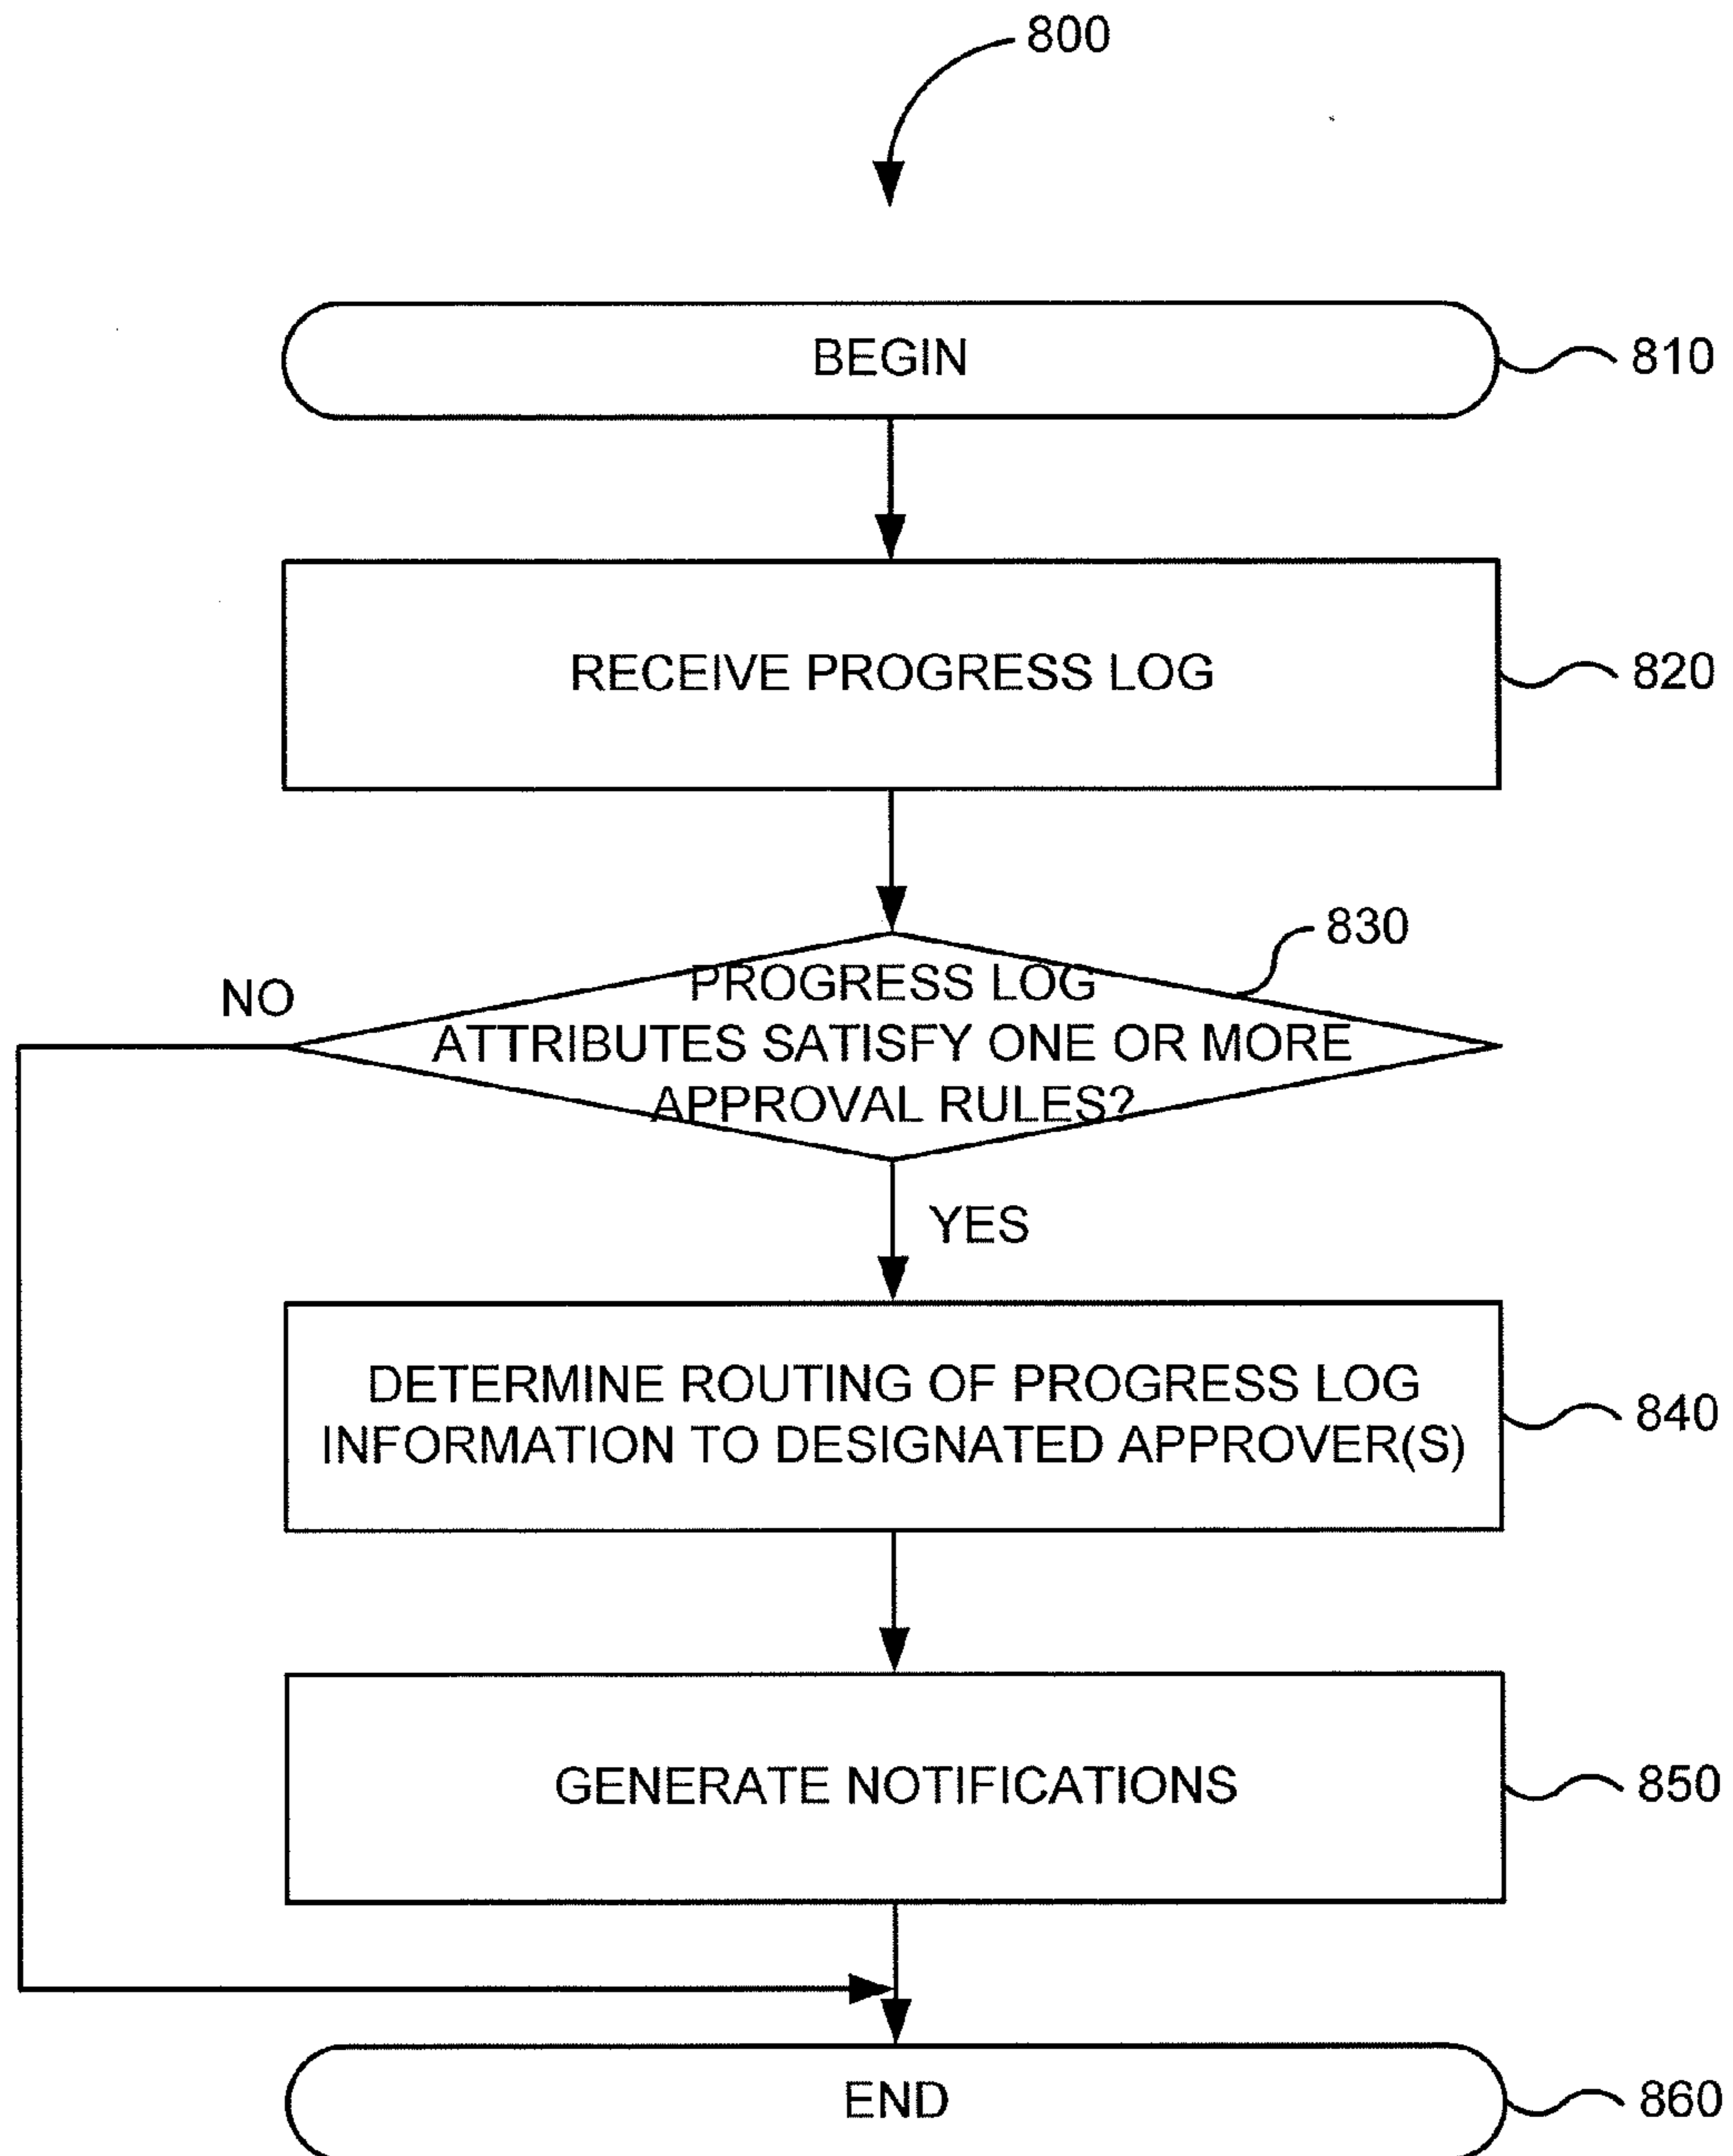 800
BEGIN
810
RECEIVE PROGRESS LOG
820
830
NO
PROGRESS LOG
ATTRIBUTES SATISFY ONE OR MORE
APPROVAL RULES?
YES
DETERMINE ROUTING OF PROGRESS LOG
INFORMATION TO DESIGNATED APPROVER(S)
840
GENERATE NOTIFICATIONS
850
END
860